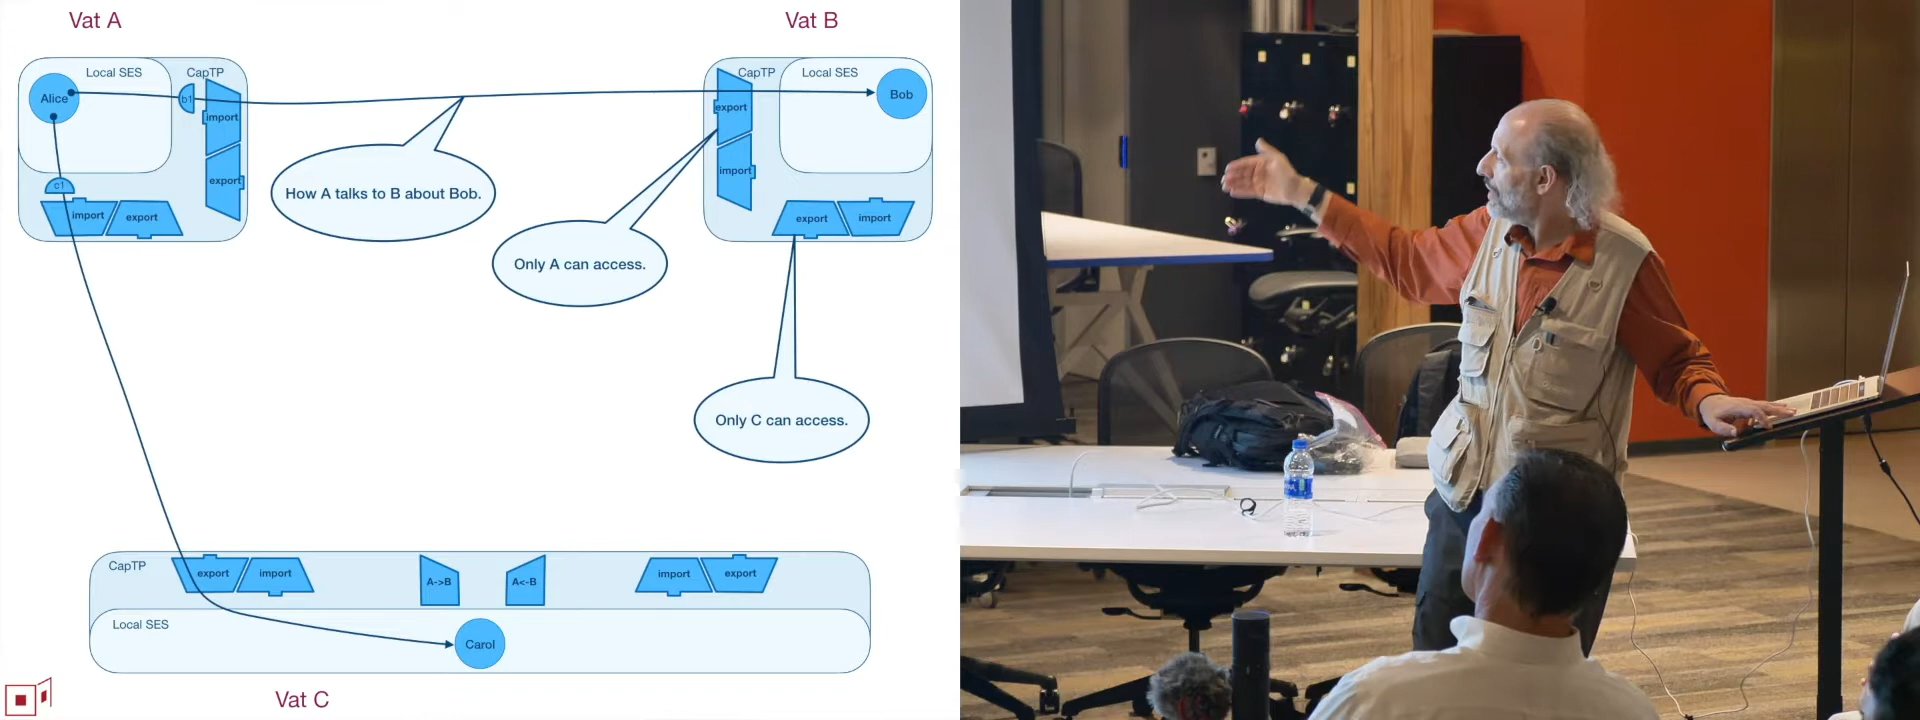 Vat A
Vat B
Local SES
CapTP
CapTP
Local SES
Alice
b1
import
export
Bob
export
import
How A talks to B about Bob.
c1
import
export
export
import
Only A can access.
Only C can access.
CapTP
export
import
A->B
A<-B
import
export
Local SES
Carol
Vat C